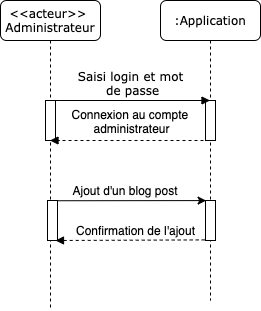 <<acteur>>
Administrateur
:Application
Saisi login et mot
de passe
Connexion au compte
administrateur
Ajout d'un blog post
Confirmation de l'ajout